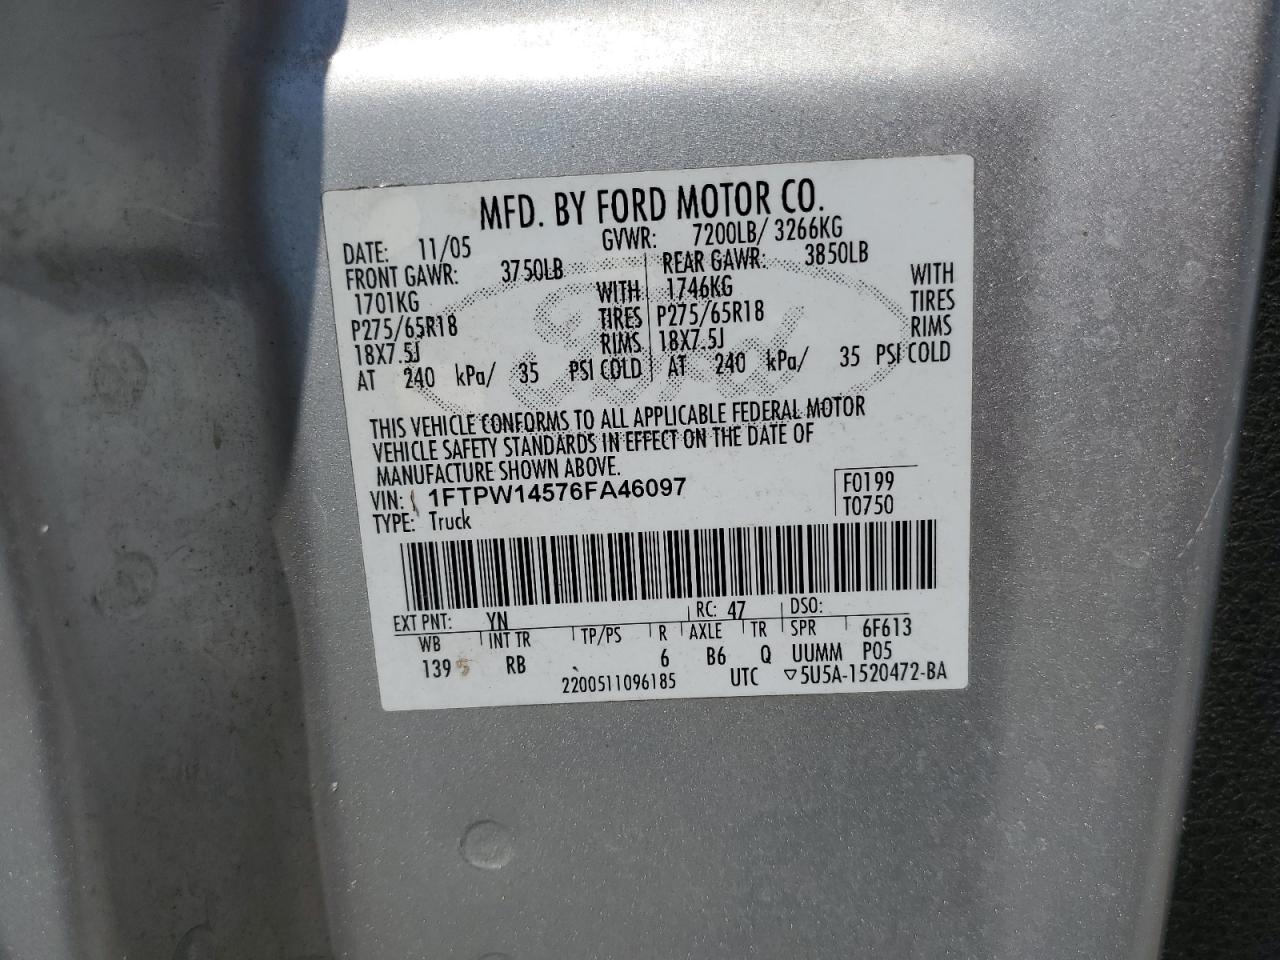 MFD. BY FORD MOTOR CO.
DATE: 11/05 GVWR: 7200LB/ 3266KG
FRONT GAWR: 3750LB REAR GAWR: 3850LB
1701KG WITH 1746KG WITH
P275/65R18 TIRES P275/65R18 TIRES
18X7.5J RIMS 18X7.5J RIMS
AT 240 kPa/ 35 PSI COLD AT 240 kPa/ 35 PSI COLD
THIS VEHICLE CONFORMS TO ALL APPLICABLE FEDERAL MOTOR
VEHICLE SAFETY STANDARDS IN EFFECT ON THE DATE OF
MANUFACTURE SHOWN ABOVE.
VIN: 1FTPW14576FA46097 F0199
TYPE: Truck T0750
EXT PNT: YN RC: 47 DSO:
WB INT TR TP/PS R AXLE TR SPR 6F613
139 RB 6 B6 Q UUMM P05
2200511096185 UTC ▽5U5A-1520472-BA